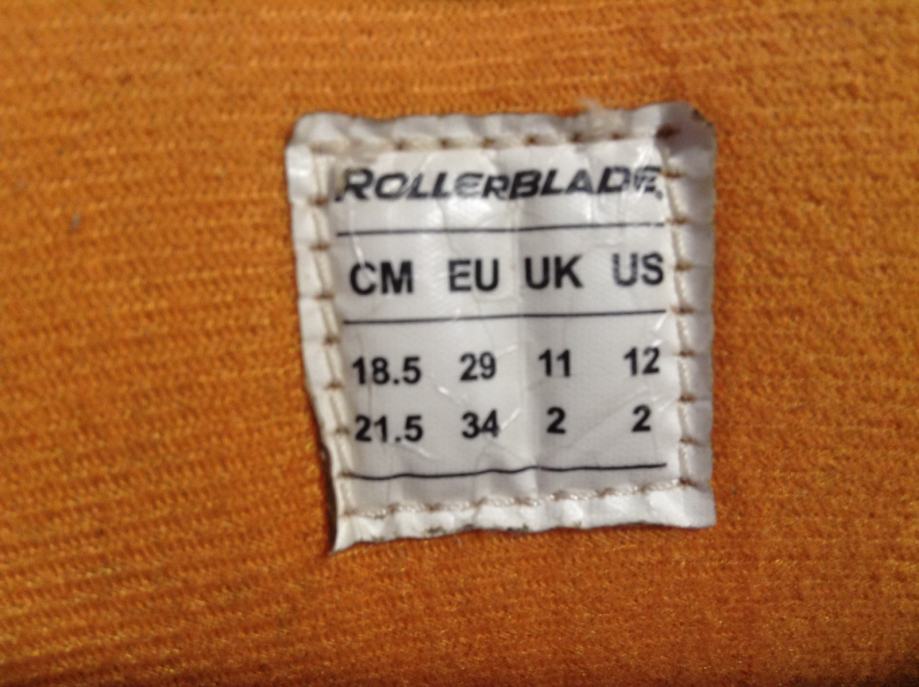 ROLLERBLADE
CM EU UK US
18.5 29 11 12
21.5 34 2 2